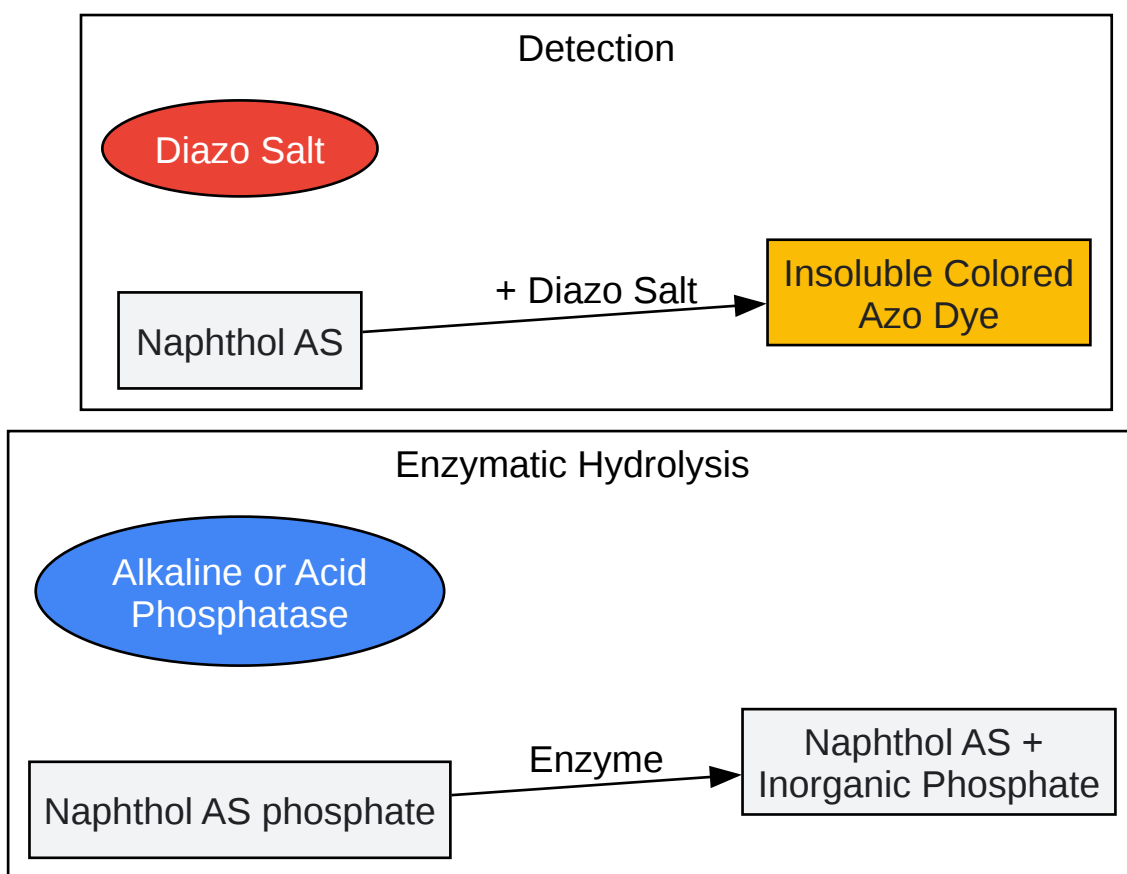 Detection
Diazo Salt
+ Diazo Salt
Insoluble Colored
Azo Dye
Naphthol AS
Enzymatic Hydrolysis
Alkaline or Acid
Phosphatase
Enzyme
Naphthol AS +
Inorganic Phosphate
Naphthol AS phosphate